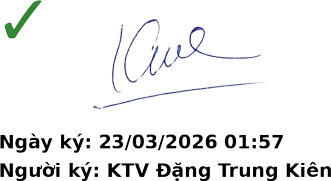 Ngày ký: 23/03/2026 01:57
Người ký: KTV Đặng Trung Kiên